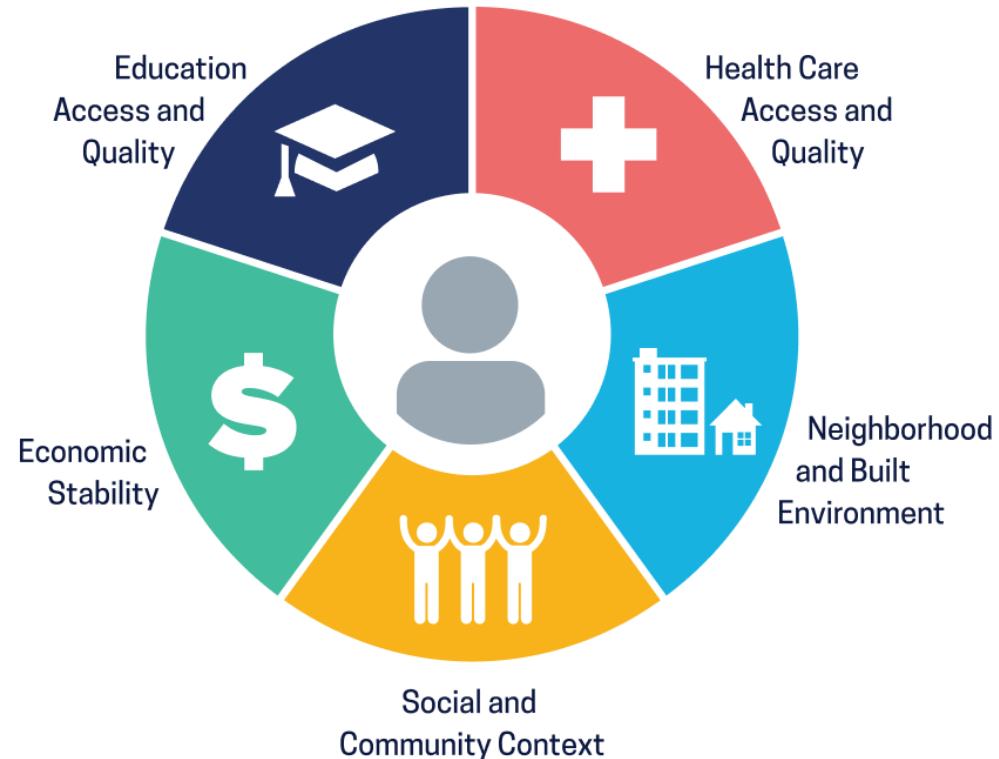 Education
Access and
Quality
Health Care
Access and
Quality
Economic
Stability
Neighborhood
and Built
Environment
Social and
Community Context